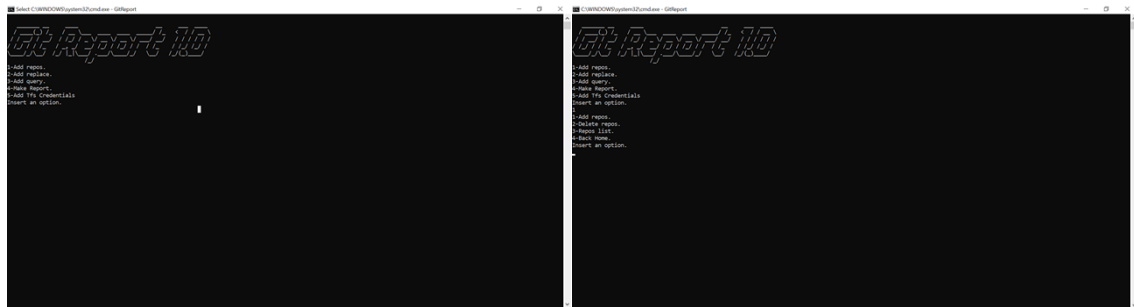 Select C:\WINDOWS\system32\cmd.exe - GitReport
Git Report 1.0
1-Add repos.
2-Add replace.
3-Add query.
4-Make Report.
5-Add Tfs Credentials
Insert an option.
C:\WINDOWS\system32\cmd.exe - GitReport
Git Report 1.0
1-Add repos.
2-Add replace.
3-Add query.
4-Make Report.
5-Add Tfs Credentials
Insert an option.
1
1-Add repos.
2-Delete repos.
3-Repos list.
4-Back Home.
Insert an option.